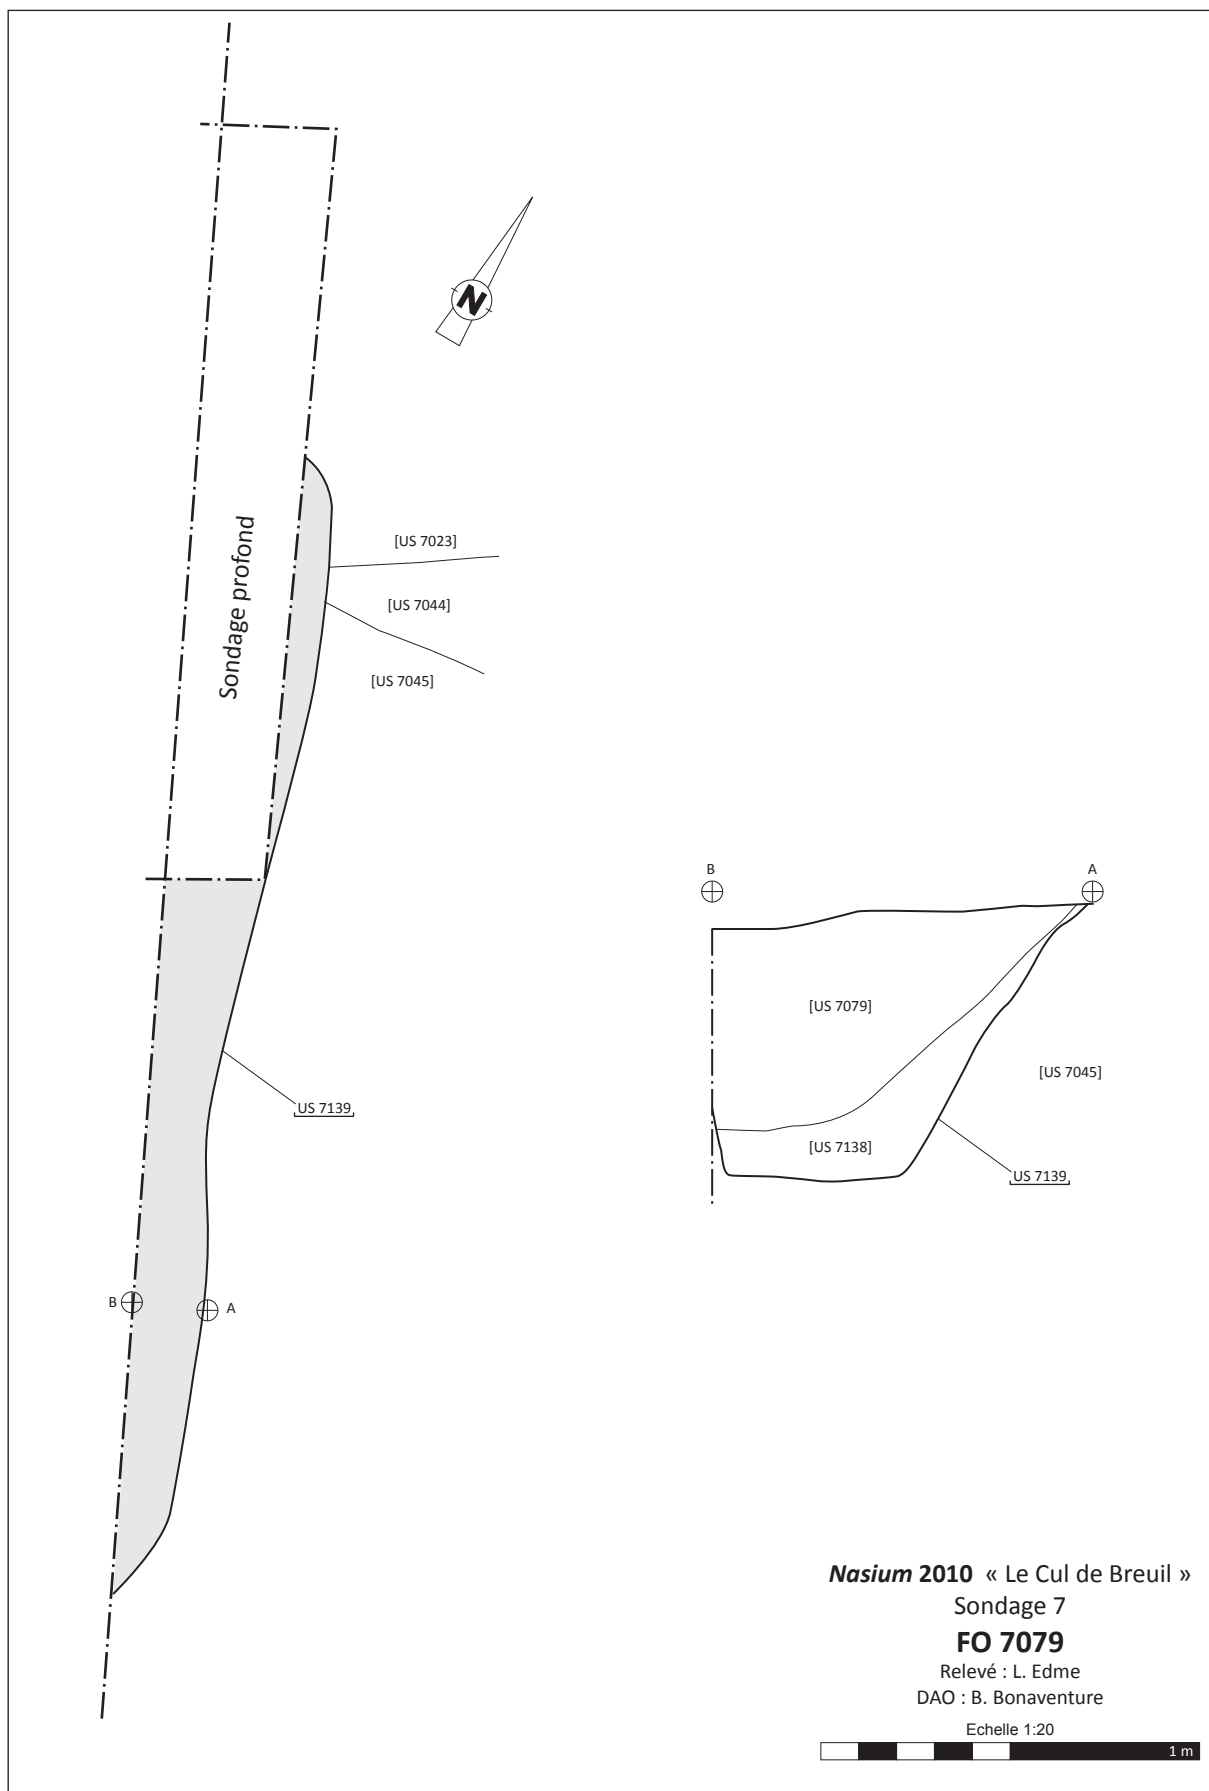 N
[US 7023]
[US 7044]
[US 7045]
Sondage profond
US 7139
B
A
B
A
[US 7079]
[US 7045]
[US 7138]
US 7139
Nasium 2010 « Le Cul de Breuil »
Sondage 7
FO 7079
Relevé : L. Edme
DAO : B. Bonaventure
Echelle 1:20
1 m